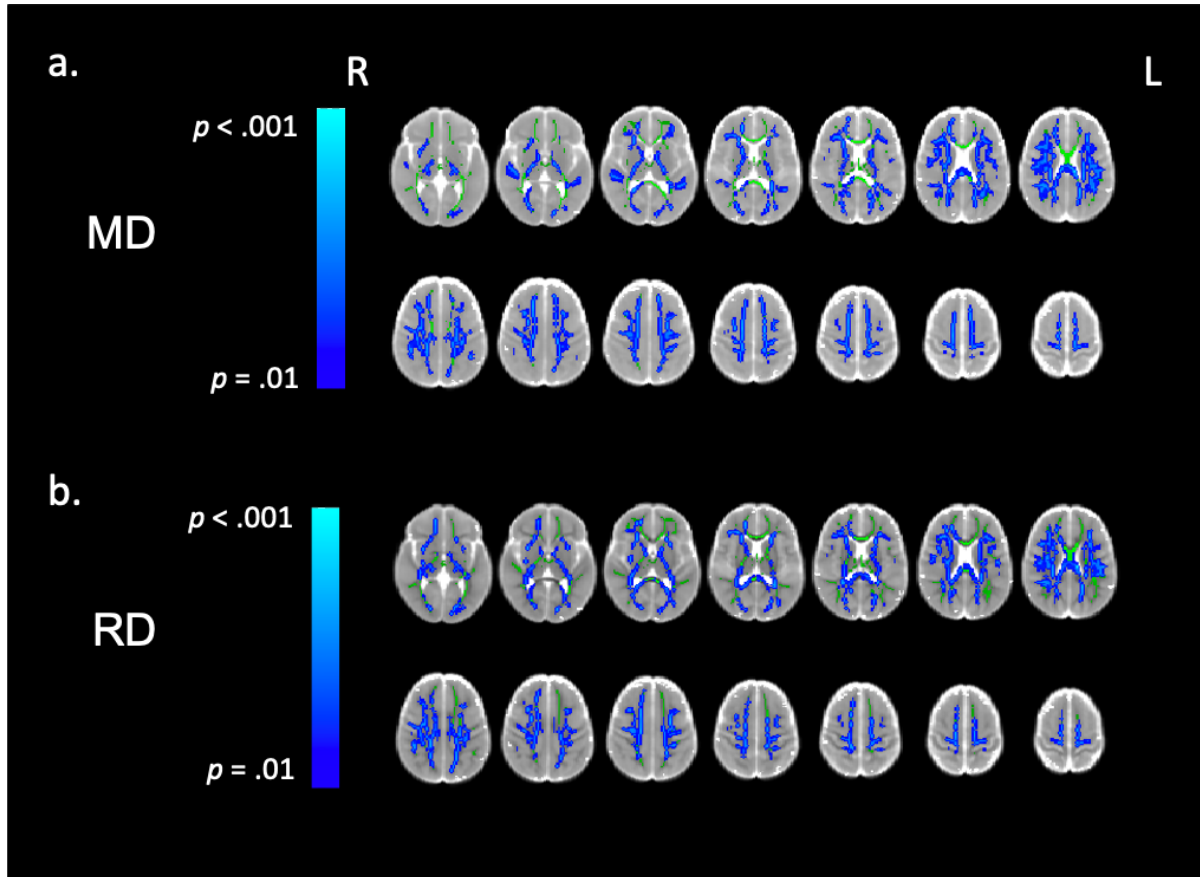 a.
R
L
p < .001
MD
p = .01
b.
p < .001
RD
p = .01